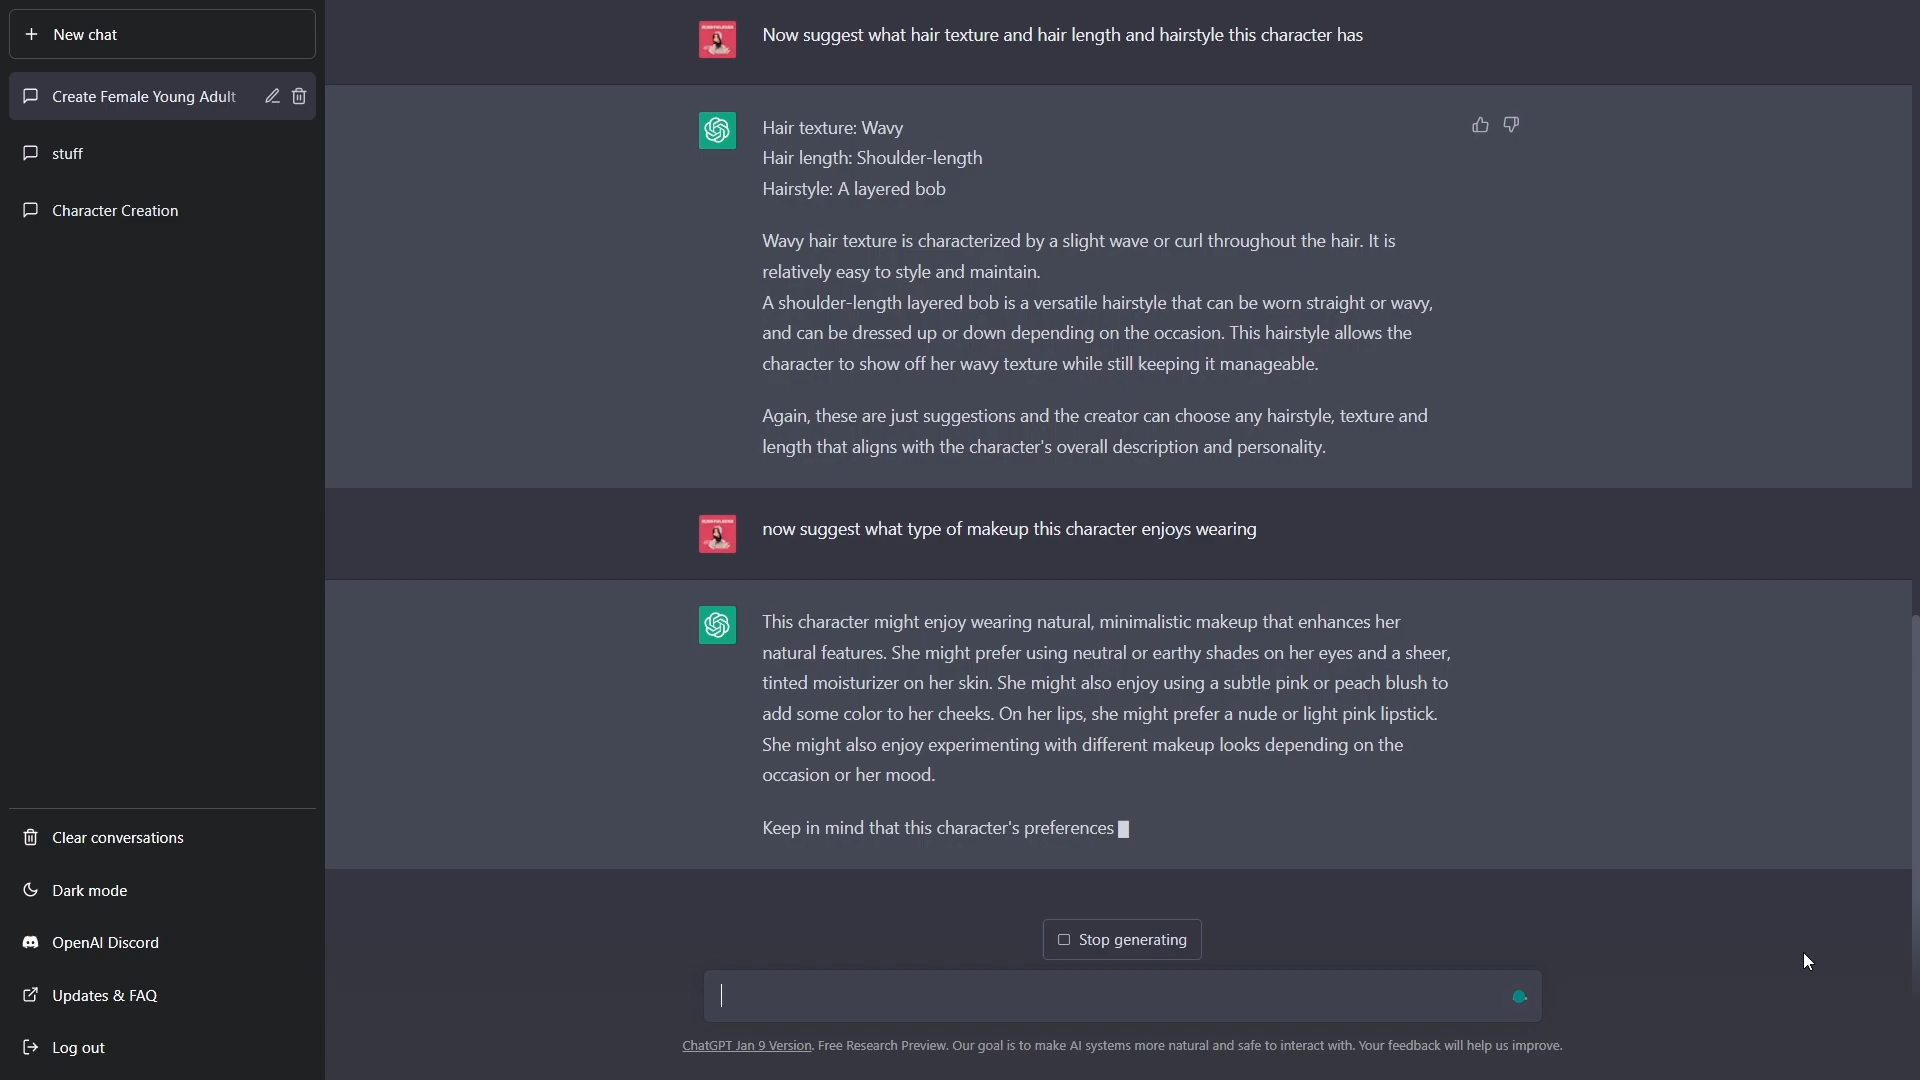 New chat
Create Female Young Adult
stuff
Character Creation
Clear conversations
Dark mode
OpenAI Discord
Updates & FAQ
Log out
Now suggest what hair texture and hair length and hairstyle this character has
Hair texture: Wavy
Hair length: Shoulder-length
Hairstyle: A layered bob
Wavy hair texture is characterized by a slight wave or curl throughout the hair. It is
relatively easy to style and maintain.
A shoulder-length layered bob is a versatile hairstyle that can be worn straight or wavy,
and can be dressed up or down depending on the occasion. This hairstyle allows the
character to show off her wavy texture while still keeping it manageable.
Again, these are just suggestions and the creator can choose any hairstyle, texture and
length that aligns with the character's overall description and personality.
now suggest what type of makeup this character enjoys wearing
This character might enjoy wearing natural, minimalistic makeup that enhances her
natural features. She might prefer using neutral or earthy shades on her eyes and a sheer,
tinted moisturizer on her skin. She might also enjoy using a subtle pink or peach blush to
add some color to her cheeks. On her lips, she might prefer a nude or light pink lipstick.
She might also enjoy experimenting with different makeup looks depending on the
occasion or her mood.
Keep in mind that this character's preferences
Stop generating
ChatGPT Jan 9 Version. Free Research Preview. Our goal is to make AI systems more natural and safe to interact with. Your feedback will help us improve.